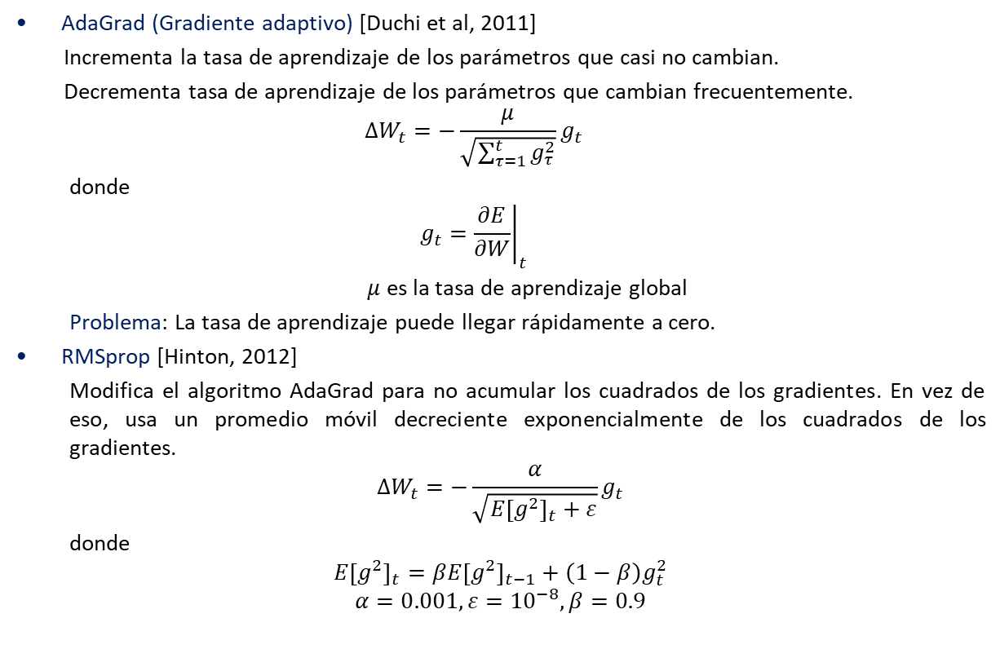 • AdaGrad (Gradiente adaptivo) [Duchi et al, 2011]
Incrementa la tasa de aprendizaje de los parámetros que casi no cambian.
Decrementa tasa de aprendizaje de los parámetros que cambian frecuentemente.
$\Delta W_t = -\frac{\mu}{\sqrt{\sum_{\tau=1}^{t} g_\tau^2}} g_t$
donde
$g_t = \left.\frac{\partial E}{\partial W}\right|_t$
$\mu$ es la tasa de aprendizaje global
Problema: La tasa de aprendizaje puede llegar rápidamente a cero.
• RMSprop [Hinton, 2012]
Modifica el algoritmo AdaGrad para no acumular los cuadrados de los gradientes. En vez de
eso, usa un promedio móvil decreciente exponencialmente de los cuadrados de los
gradientes.
$\Delta W_t = -\frac{\alpha}{\sqrt{E[g^2]_t + \varepsilon}} g_t$
donde
$E[g^2]_t = \beta E[g^2]_{t-1} + (1 - \beta) g_t^2$
$\alpha = 0.001, \varepsilon = 10^{-8}, \beta = 0.9$